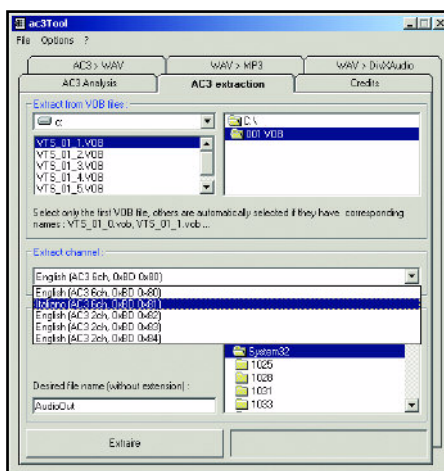 ac3Tool
File Options ?
AC3 > WAV WAV > MP3 WAV > DivXAudio
AC3 Analysis AC3 extraction Credits
Extract from VOB files :
c:
C:\
001 VOB
VTS_01_1.VOB
VTS_01_2.VOB
VTS_01_3.VOB
VTS_01_4.VOB
VTS_01_5.VOB
Select only the first VOB file, others are automatically selected if they have corresponding
names : VTS_01_0.vob, VTS_01_1.vob ...
Extract channel :
English (AC3 6ch, 0xBD 0x80)
English (AC3 6ch, 0xBD 0x80)
Italiano (AC3 6ch, 0xBD 0x81)
English (AC3 2ch, 0xBD 0x82)
English (AC3 2ch, 0xBD 0x83)
English (AC3 2ch, 0xBD 0x84)
System32
1025
1028
1031
1033
Desired file name (without extension) :
AudioOut
Extraire